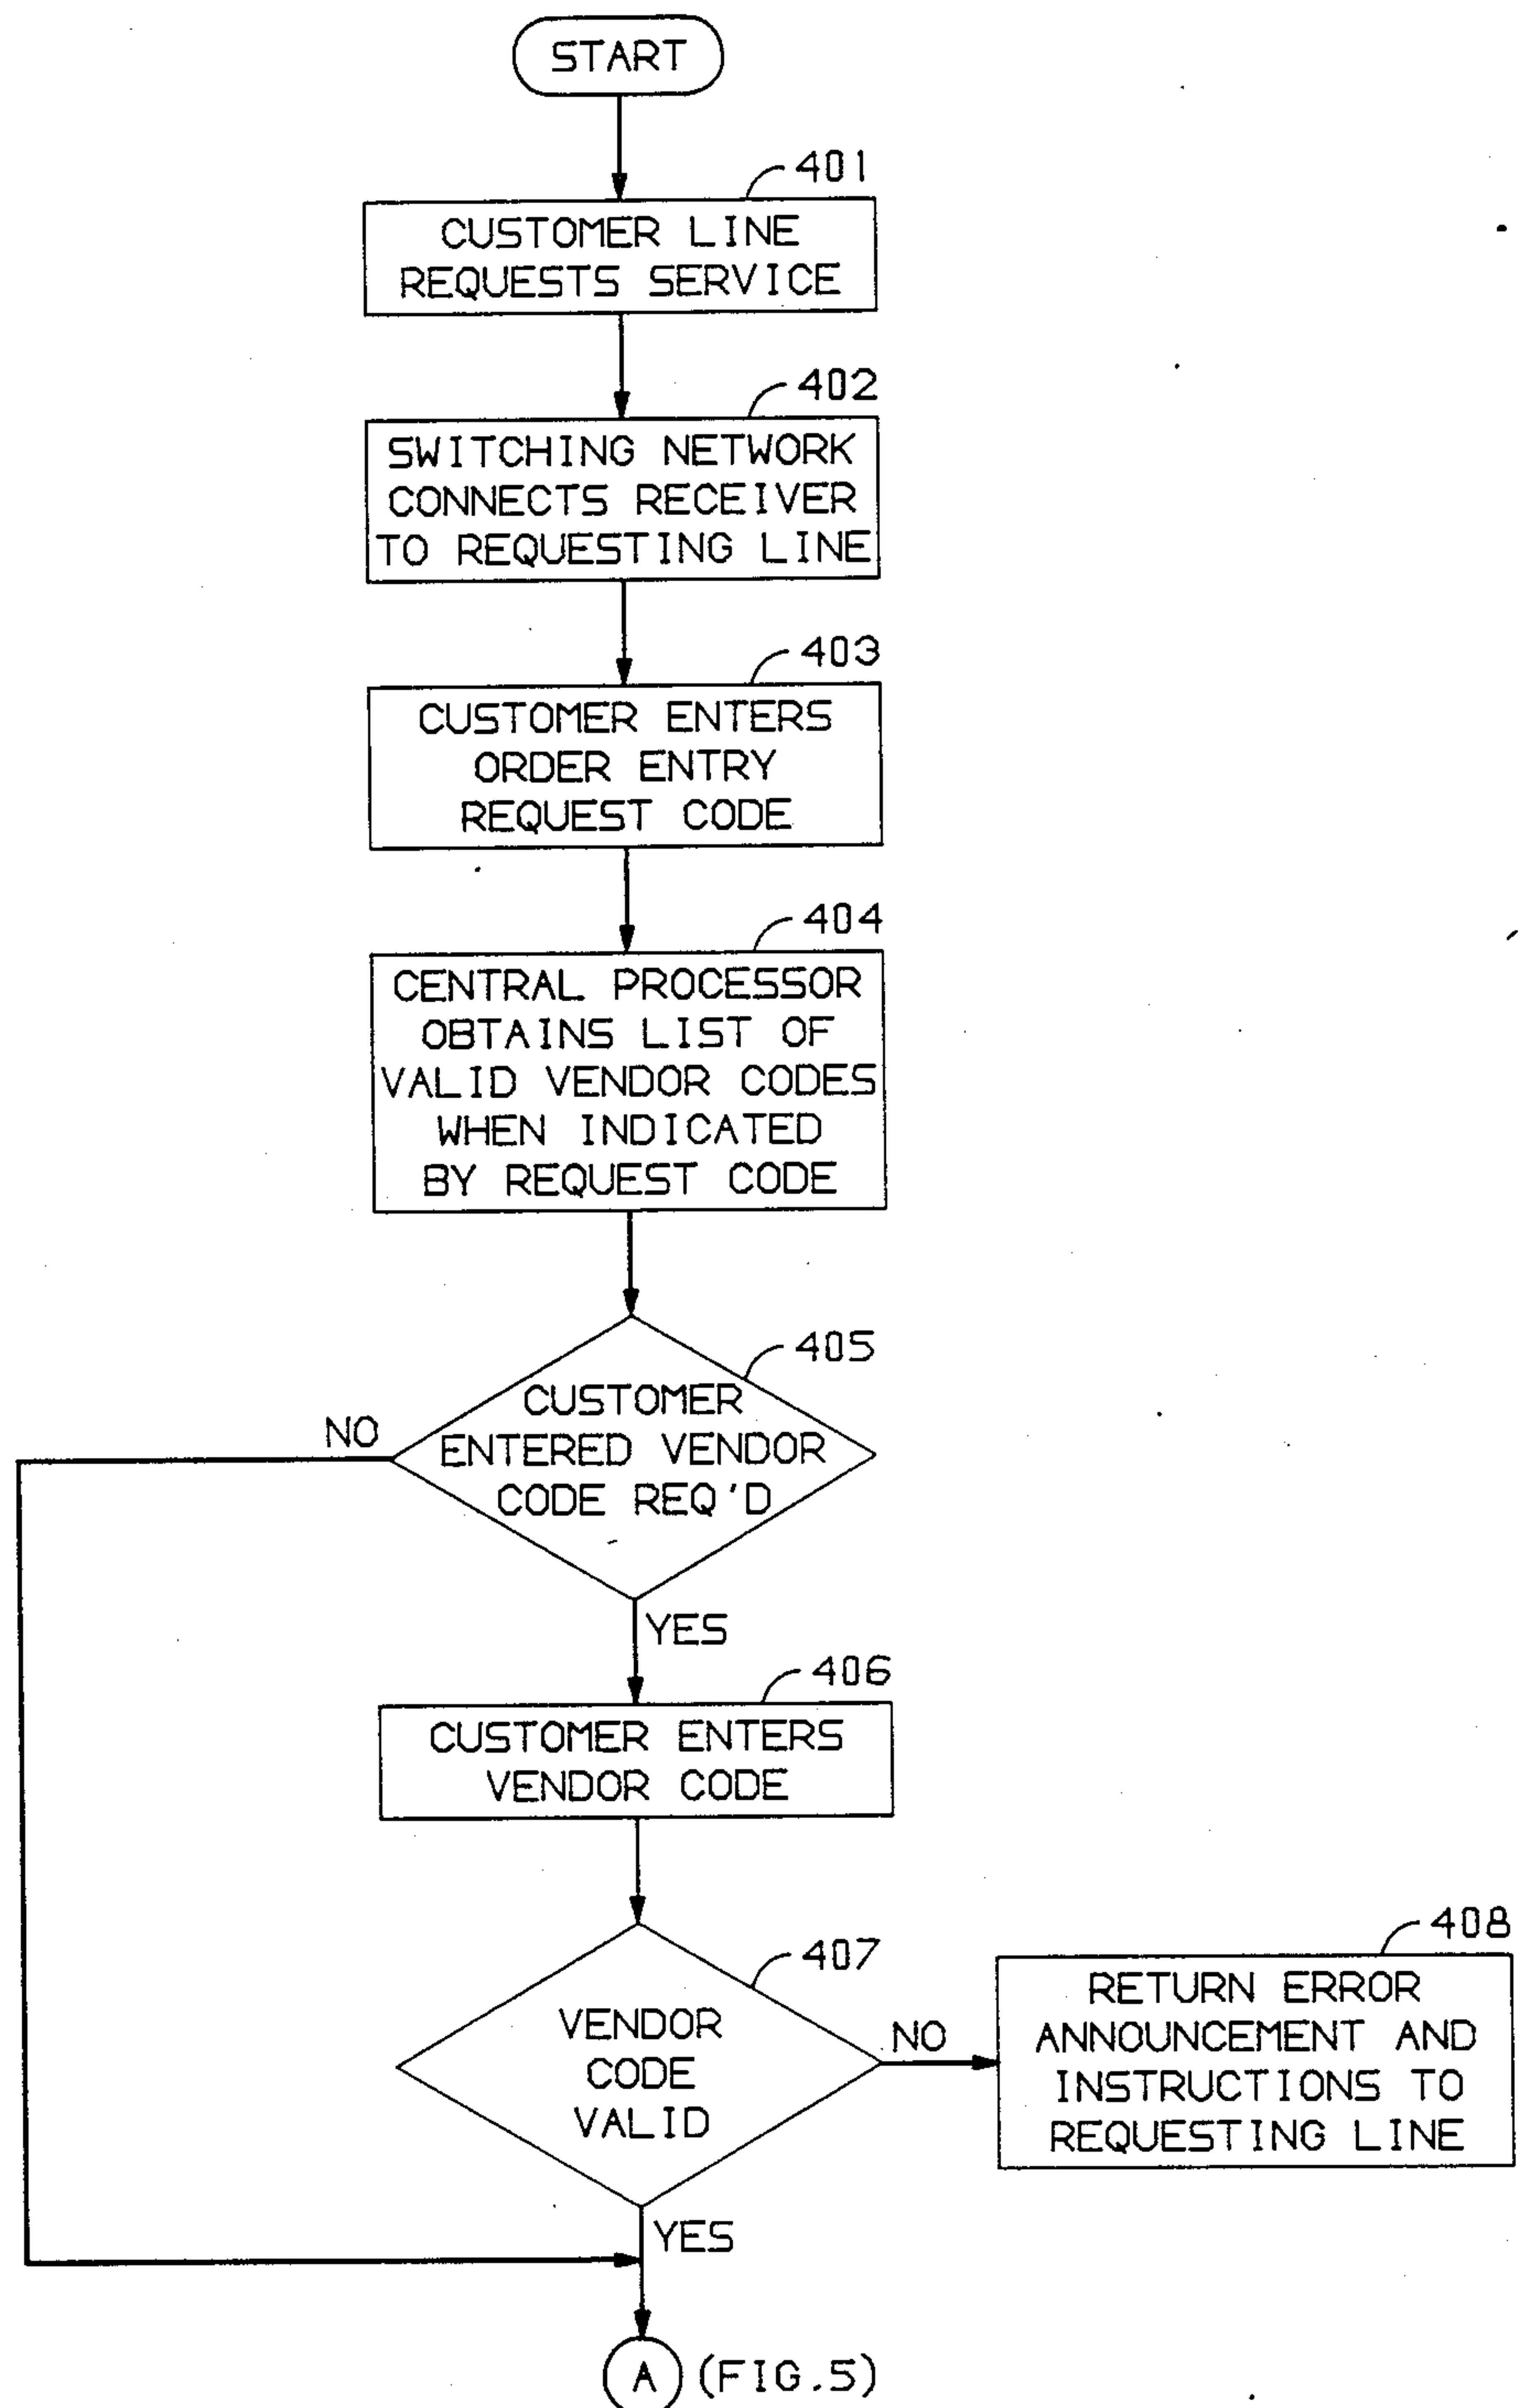 START
401
CUSTOMER LINE
REQUESTS SERVICE
402
SWITCHING NETWORK
CONNECTS RECEIVER
TO REQUESTING LINE
403
CUSTOMER ENTERS
ORDER ENTRY
REQUEST CODE
404
CENTRAL PROCESSOR
OBTAINS LIST OF
VALID VENDOR CODES
WHEN INDICATED
BY REQUEST CODE
405
CUSTOMER
ENTERED VENDOR
CODE REQ'D
NO
YES
406
CUSTOMER ENTERS
VENDOR CODE
407
VENDOR
CODE
VALID
NO
408
RETURN ERROR
ANNOUNCEMENT AND
INSTRUCTIONS TO
REQUESTING LINE
YES
A (FIG.5)